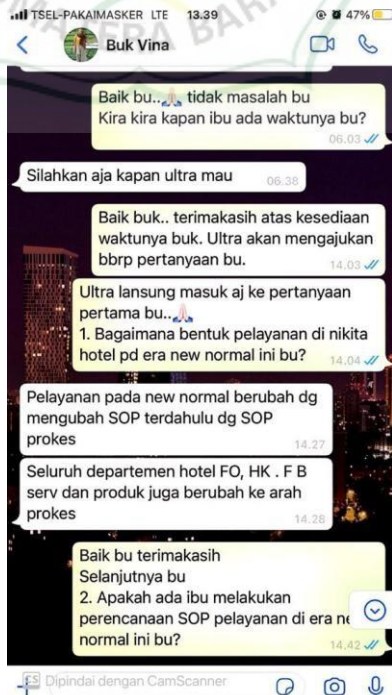 TSEL-PAKAIMASKER LTE 13.39 47%
Buk Vina
Baik bu..🙏🏻 tidak masalah bu
Kira kira kapan ibu ada waktunya bu?
06.03
Silahkan aja kapan ultra mau 06.38
Baik buk.. terimakasih atas kesediaan
waktunya buk. Ultra akan mengajukan
bbrp pertanyaan bu. 14.03
Ultra lansung masuk aj ke pertanyaan
pertama bu..🙏🏻
1. Bagaimana bentuk pelayanan di nikita
hotel pd era new normal ini bu?
14.04
Pelayanan pada new normal berubah dg
mengubah SOP terdahulu dg SOP
prokes 14.27
Seluruh departemen hotel FO, HK . F B
serv dan produk juga berubah ke arah
prokes 14.28
Baik bu terimakasih
Selanjutnya bu
2. Apakah ada ibu melakukan
perencanaan SOP pelayanan di era ne
normal ini bu? 14.42
CS Dipindai dengan CamScanner